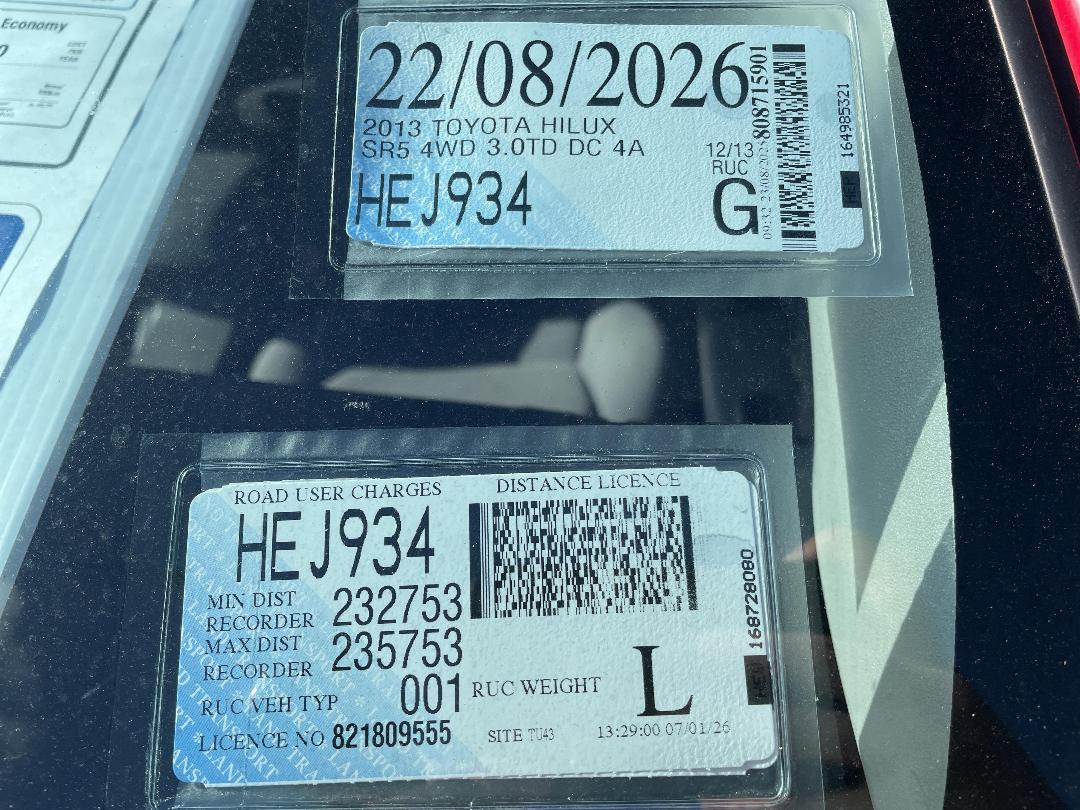 Economy
22/08/2026
2013 TOYOTA HILUX
SR5 4WD 3.0TD DC 4A
12/13
RUC
HEJ934
G
808715901
164985321
ROAD USER CHARGES
DISTANCE LICENCE
HEJ934
MIN DIST
RECORDER 232753
MAX DIST
RECORDER 235753
RUC VEH TYP 001
RUC WEIGHT L
LICENCE NO 821809555
SITE TU43 13:29:00 07/01/26
168728080